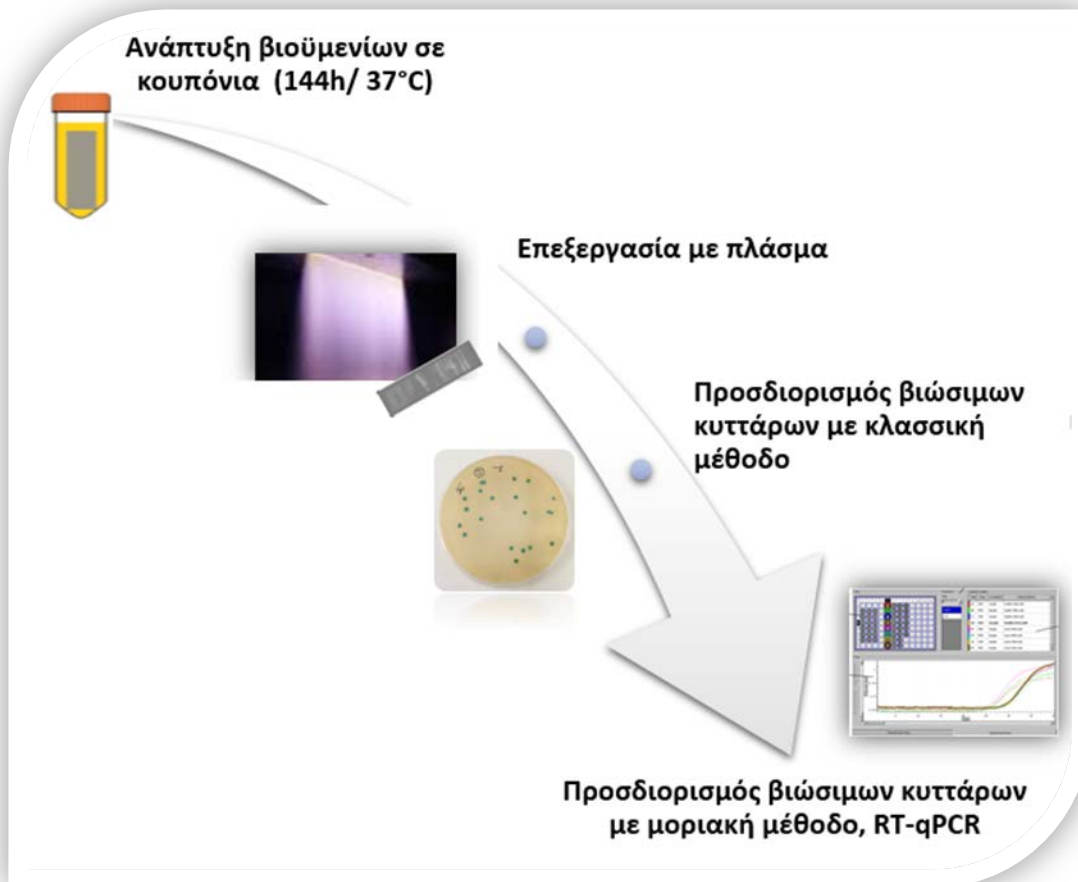 Ανάπτυξη βιοϋμενίων σε
κουπόνια (144h/ 37°C)
Επεξεργασία με πλάσμα
Προσδιορισμός βιώσιμων
κυττάρων με κλασσική
μέθοδο
Προσδιορισμός βιώσιμων κυττάρων
με μοριακή μέθοδο, RT-qPCR